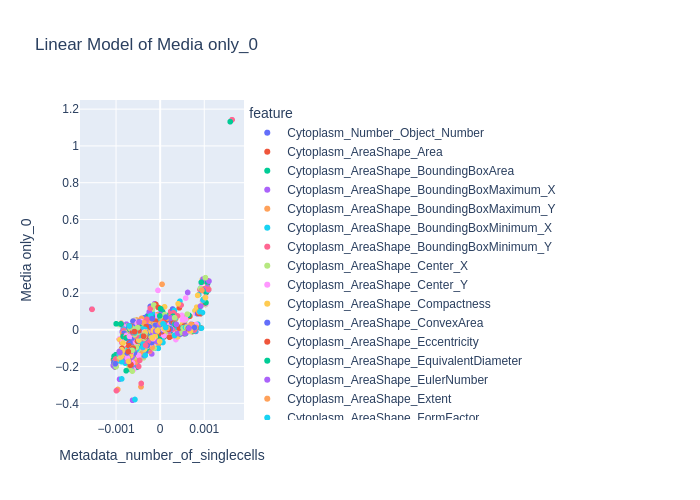 Linear Model of Media only_0
feature
Cytoplasm_Number_Object_Number
Cytoplasm_AreaShape_Area
Cytoplasm_AreaShape_BoundingBoxArea
Cytoplasm_AreaShape_BoundingBoxMaximum_X
Cytoplasm_AreaShape_BoundingBoxMaximum_Y
Cytoplasm_AreaShape_BoundingBoxMinimum_X
Cytoplasm_AreaShape_BoundingBoxMinimum_Y
Cytoplasm_AreaShape_Center_X
Cytoplasm_AreaShape_Center_Y
Cytoplasm_AreaShape_Compactness
Cytoplasm_AreaShape_ConvexArea
Cytoplasm_AreaShape_Eccentricity
Cytoplasm_AreaShape_EquivalentDiameter
Cytoplasm_AreaShape_EulerNumber
Cytoplasm_AreaShape_Extent
Cytoplasm_AreaShape_FormFactor
1.2
1
0.8
0.6
0.4
0.2
0
−0.2
−0.4
Media only_0
−0.001 0 0.001
Metadata_number_of_singlecells